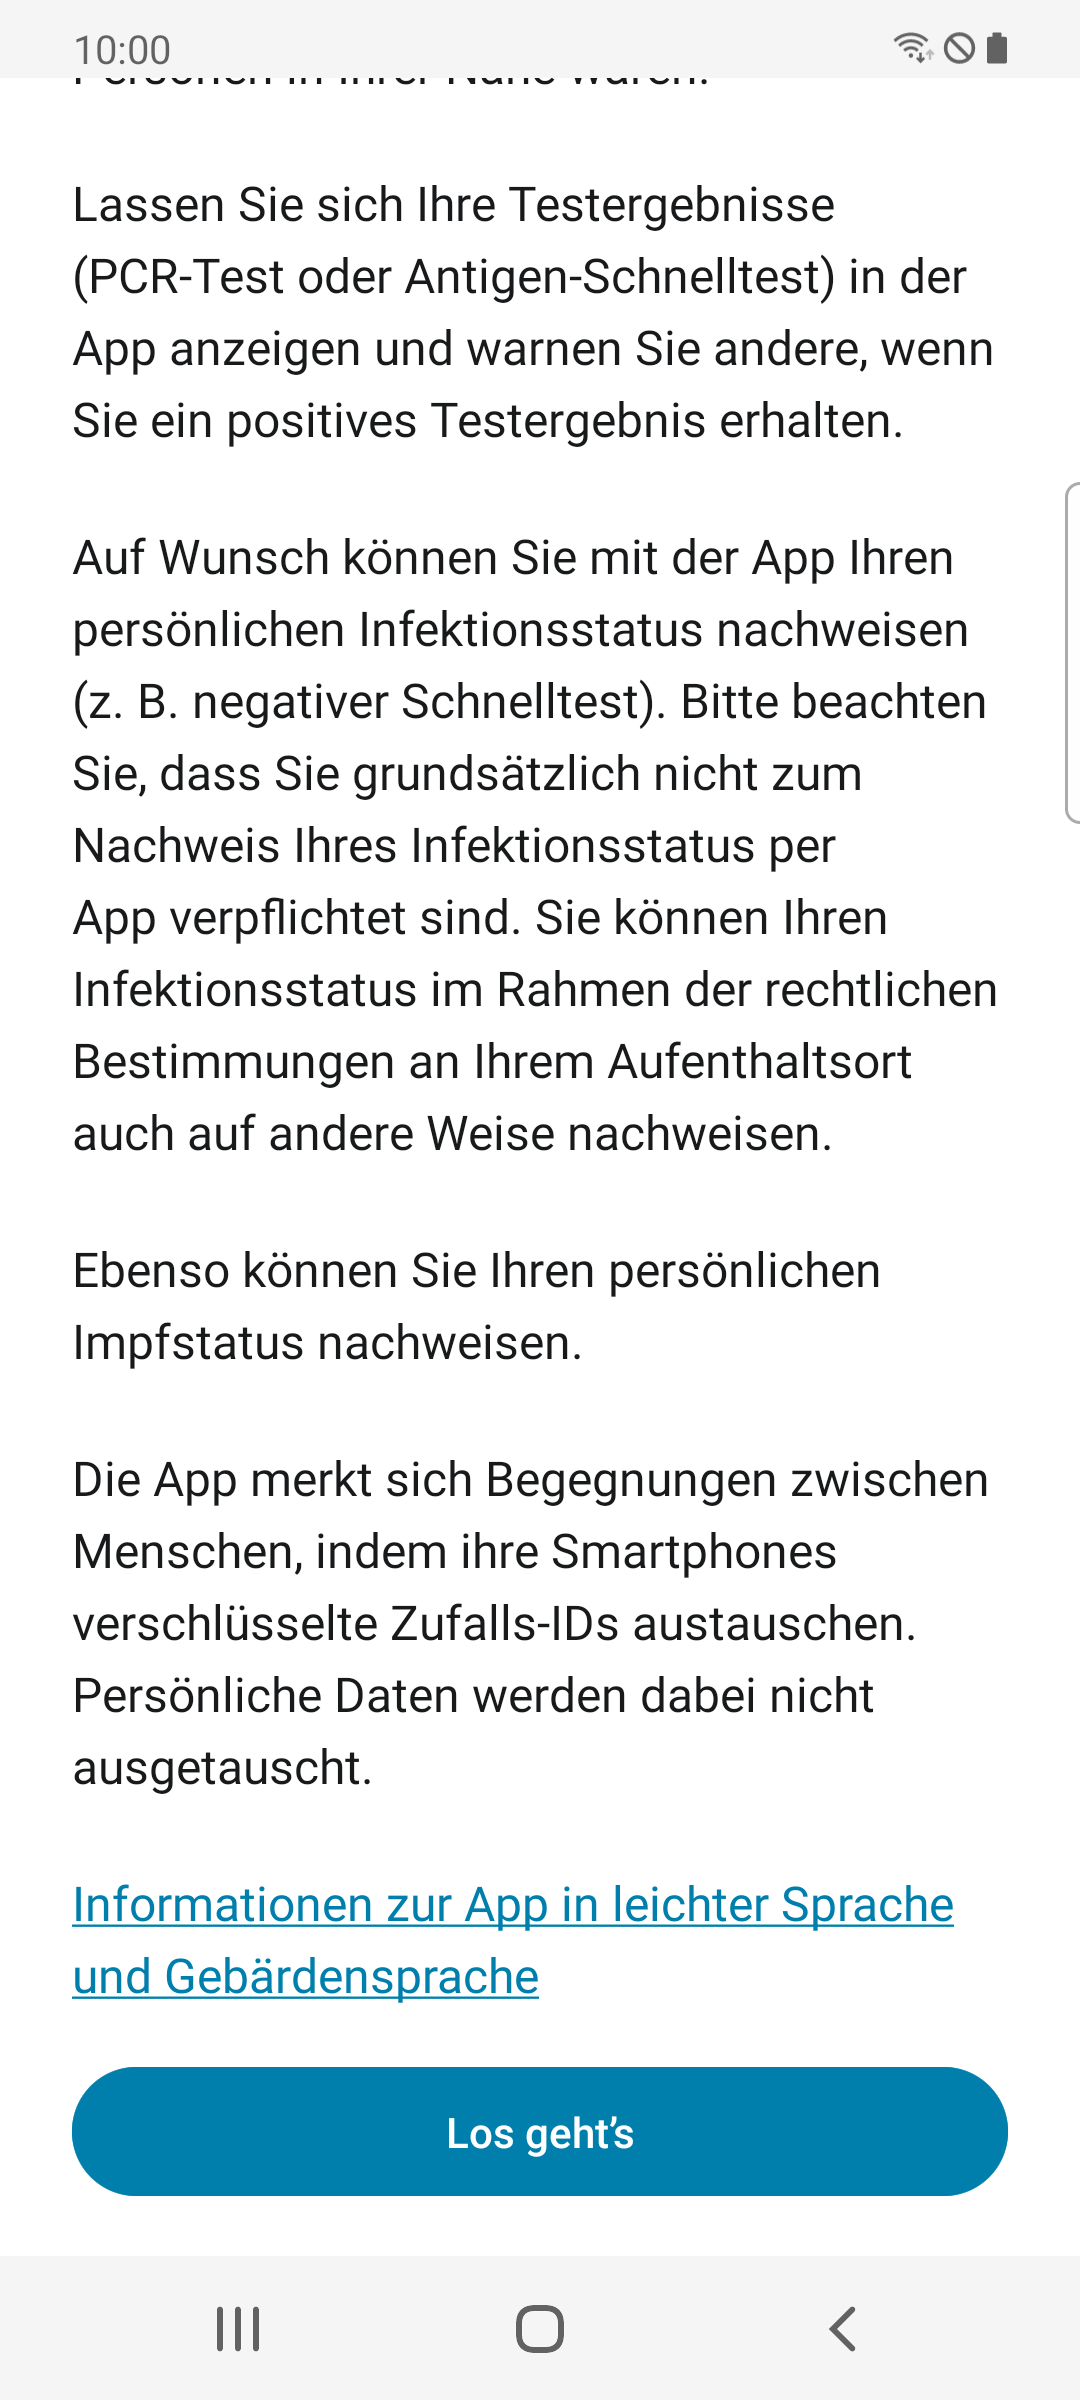 10:00
Personen in Ihrer Nähe waren.
Lassen Sie sich Ihre Testergebnisse
(PCR-Test oder Antigen-Schnelltest) in der
App anzeigen und warnen Sie andere, wenn
Sie ein positives Testergebnis erhalten.
Auf Wunsch können Sie mit der App Ihren
persönlichen Infektionsstatus nachweisen
(z. B. negativer Schnelltest). Bitte beachten
Sie, dass Sie grundsätzlich nicht zum
Nachweis Ihres Infektionsstatus per
App verpflichtet sind. Sie können Ihren
Infektionsstatus im Rahmen der rechtlichen
Bestimmungen an Ihrem Aufenthaltsort
auch auf andere Weise nachweisen.
Ebenso können Sie Ihren persönlichen
Impfstatus nachweisen.
Die App merkt sich Begegnungen zwischen
Menschen, indem ihre Smartphones
verschlüsselte Zufalls-IDs austauschen.
Persönliche Daten werden dabei nicht
ausgetauscht.
Informationen zur App in leichter Sprache
und Gebärdensprache
Los geht’s